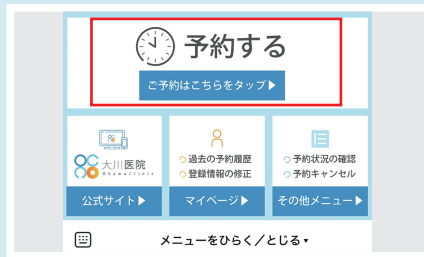 予約する
ご予約はこちらをタップ▶
大川医院
OhamaClinic
公式サイト▶
過去の予約履歴
登録情報の修正
マイページ▶
予約状況の確認
予約キャンセル
その他メニュー▶
メニューをひらく／とじる▾